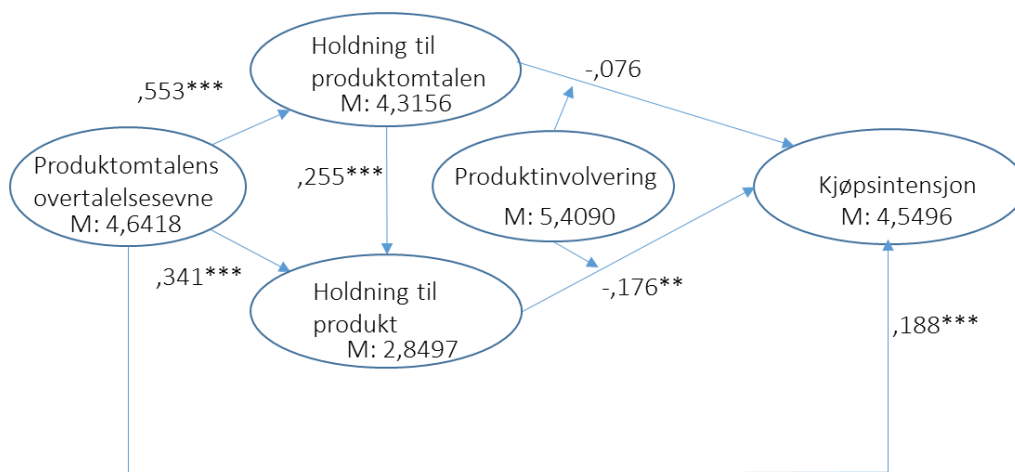 Holdning til
produktomtalen
M: 4,3156
-,076
,553***
Produktomtalens
overtalelsesevne
M: 4,6418
,255***
Produktinvolvering
M: 5,4090
Kjøpsintensjon
M: 4,5496
,341***
Holdning til
produkt
M: 2,8497
-,176**
,188***